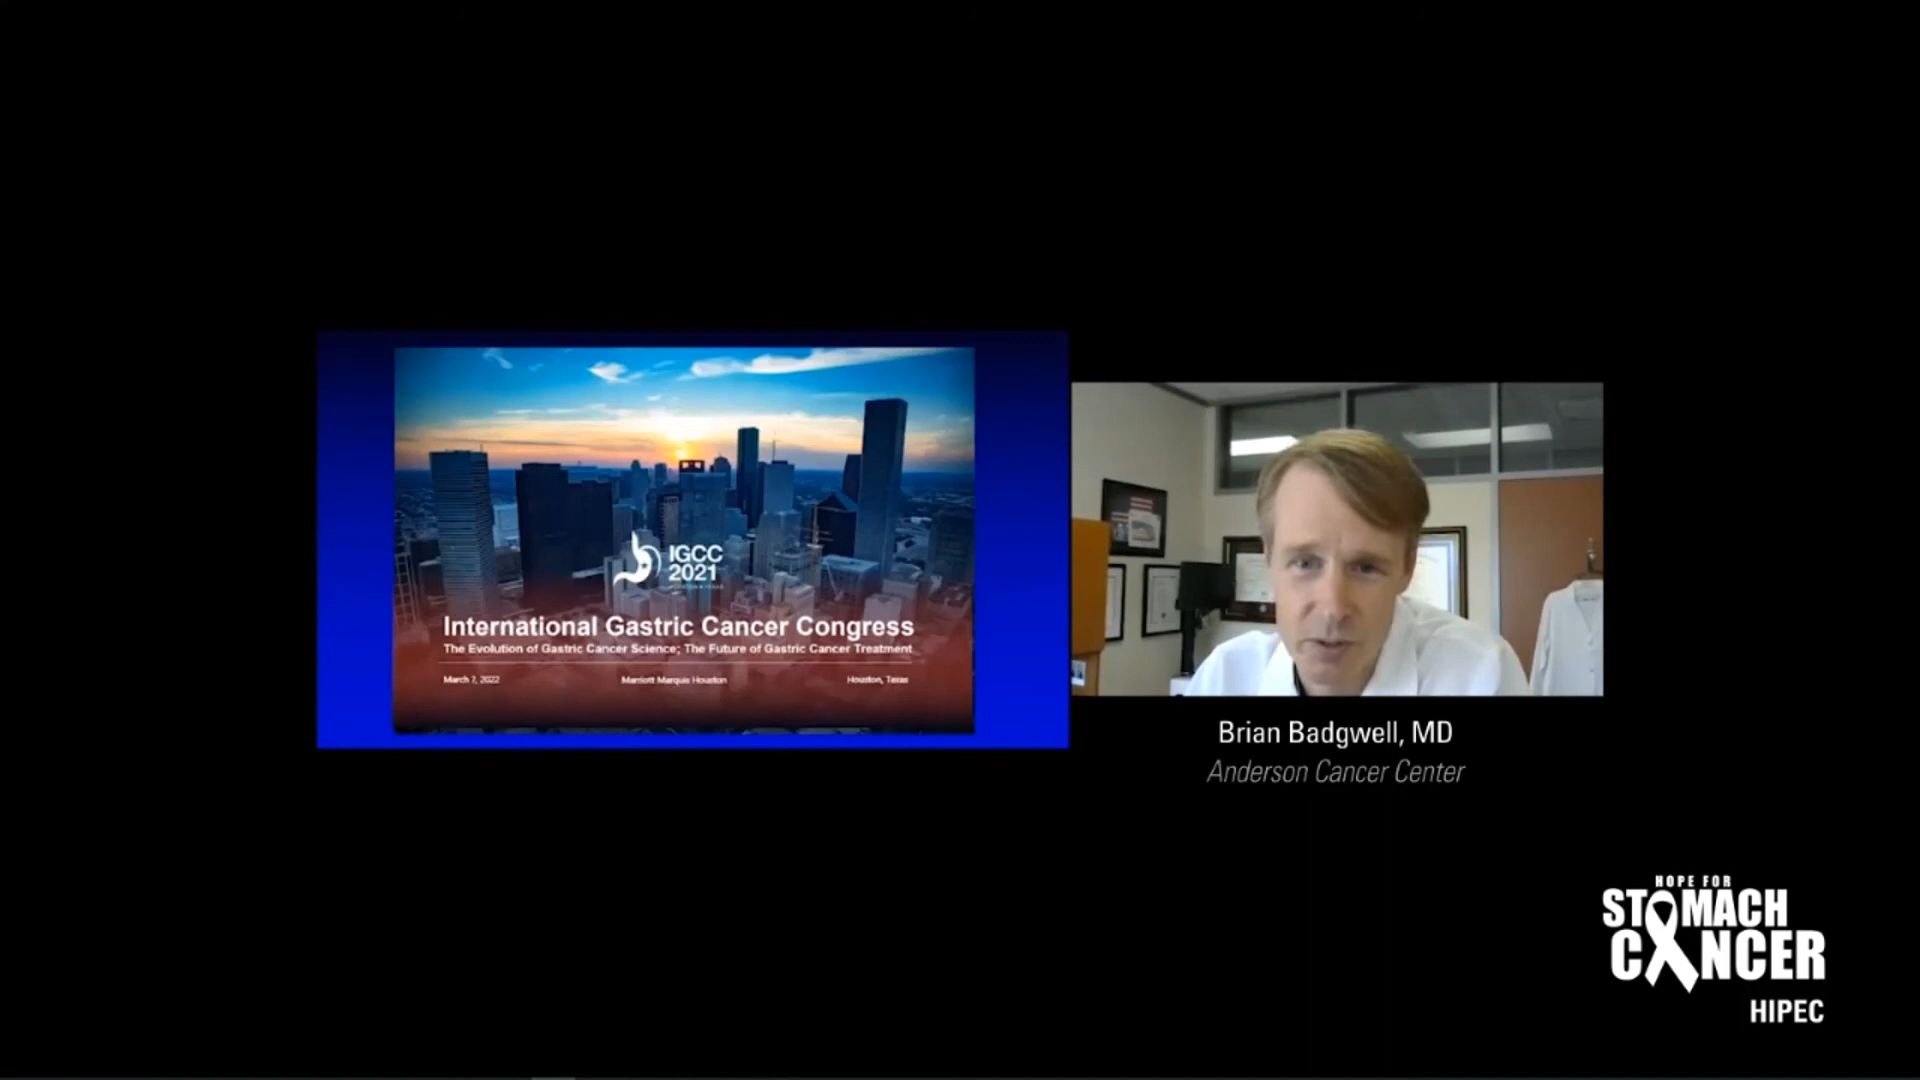 IGCC
2021
International Gastric Cancer Congress
The Evolution of Gastric Cancer Science; The Future of Gastric Cancer Treatment
March 7, 2022
Marriott Marquis Houston
Houston, Texas
Brian Badgwell, MD
Anderson Cancer Center
HOPE FOR
STOMACH
CANCER
HIPEC